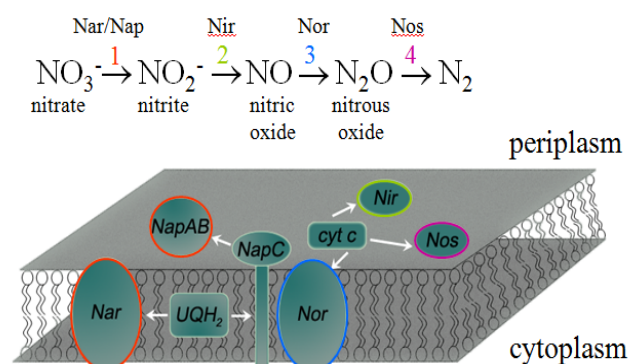 Nar/Nap Nir Nor Nos
1 2 3 4
NO₃⁻ → NO₂⁻ → NO → N₂O → N₂
nitrate nitrite nitric nitrous
oxide oxide
periplasm
Nir
NapAB cyt c Nos
NapC
Nar UQH₂ Nor
cytoplasm